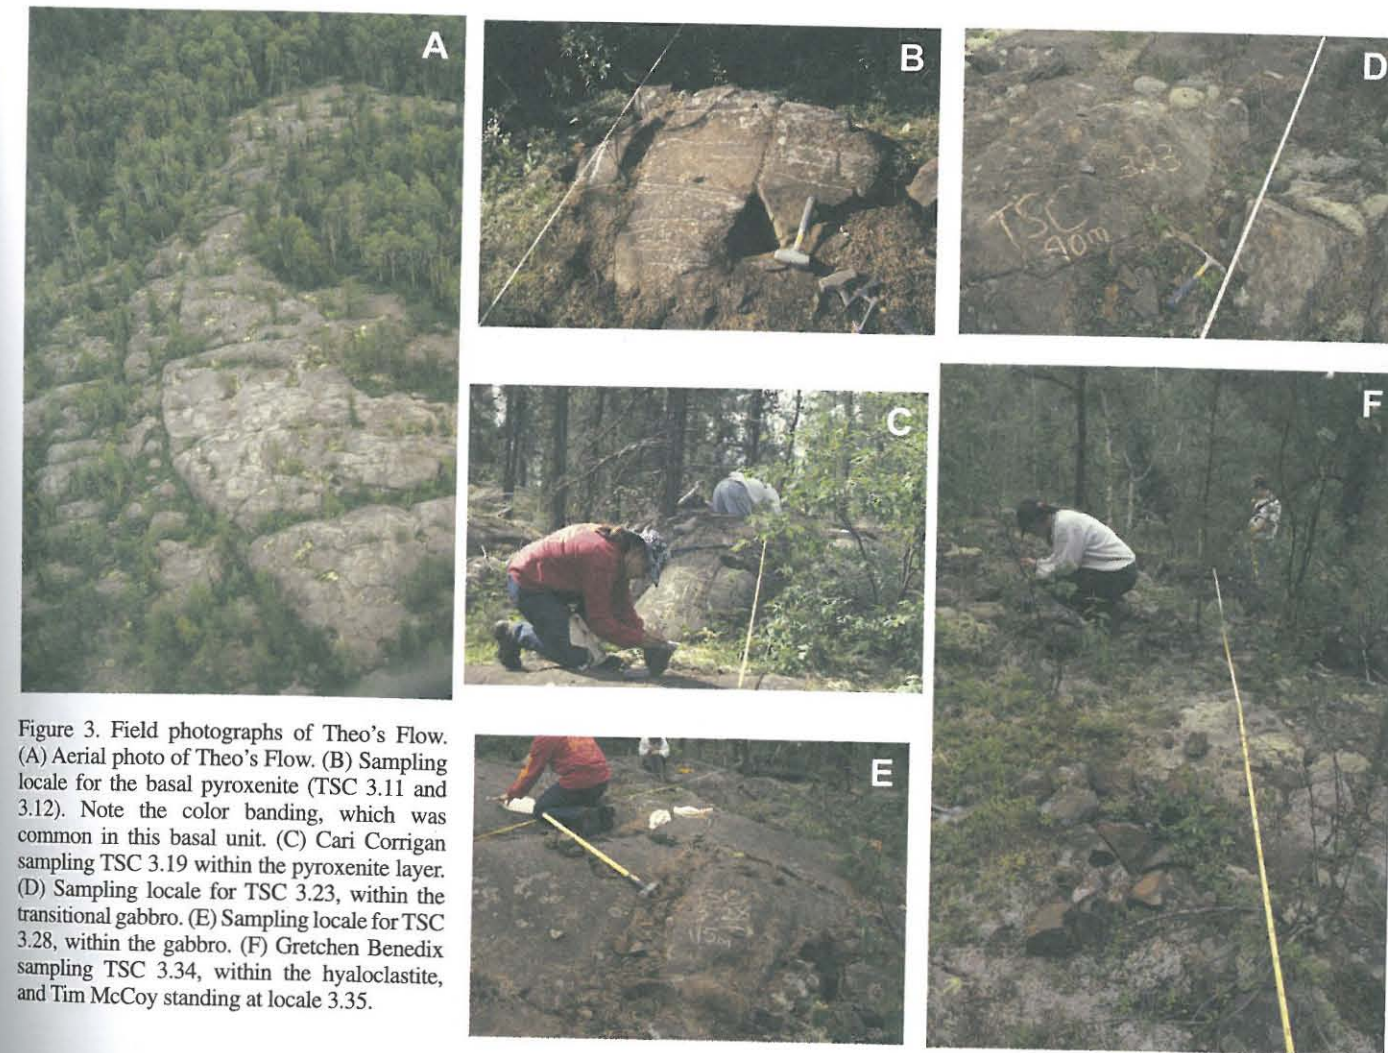 A
B
D
C
F
E
TSC
40m
3.23
115m
Figure 3. Field photographs of Theo's Flow.
(A) Aerial photo of Theo's Flow. (B) Sampling
locale for the basal pyroxenite (TSC 3.11 and
3.12). Note the color banding, which was
common in this basal unit. (C) Cari Corrigan
sampling TSC 3.19 within the pyroxenite layer.
(D) Sampling locale for TSC 3.23, within the
transitional gabbro. (E) Sampling locale for TSC
3.28, within the gabbro. (F) Gretchen Benedix
sampling TSC 3.34, within the hyaloclastite,
and Tim McCoy standing at locale 3.35.